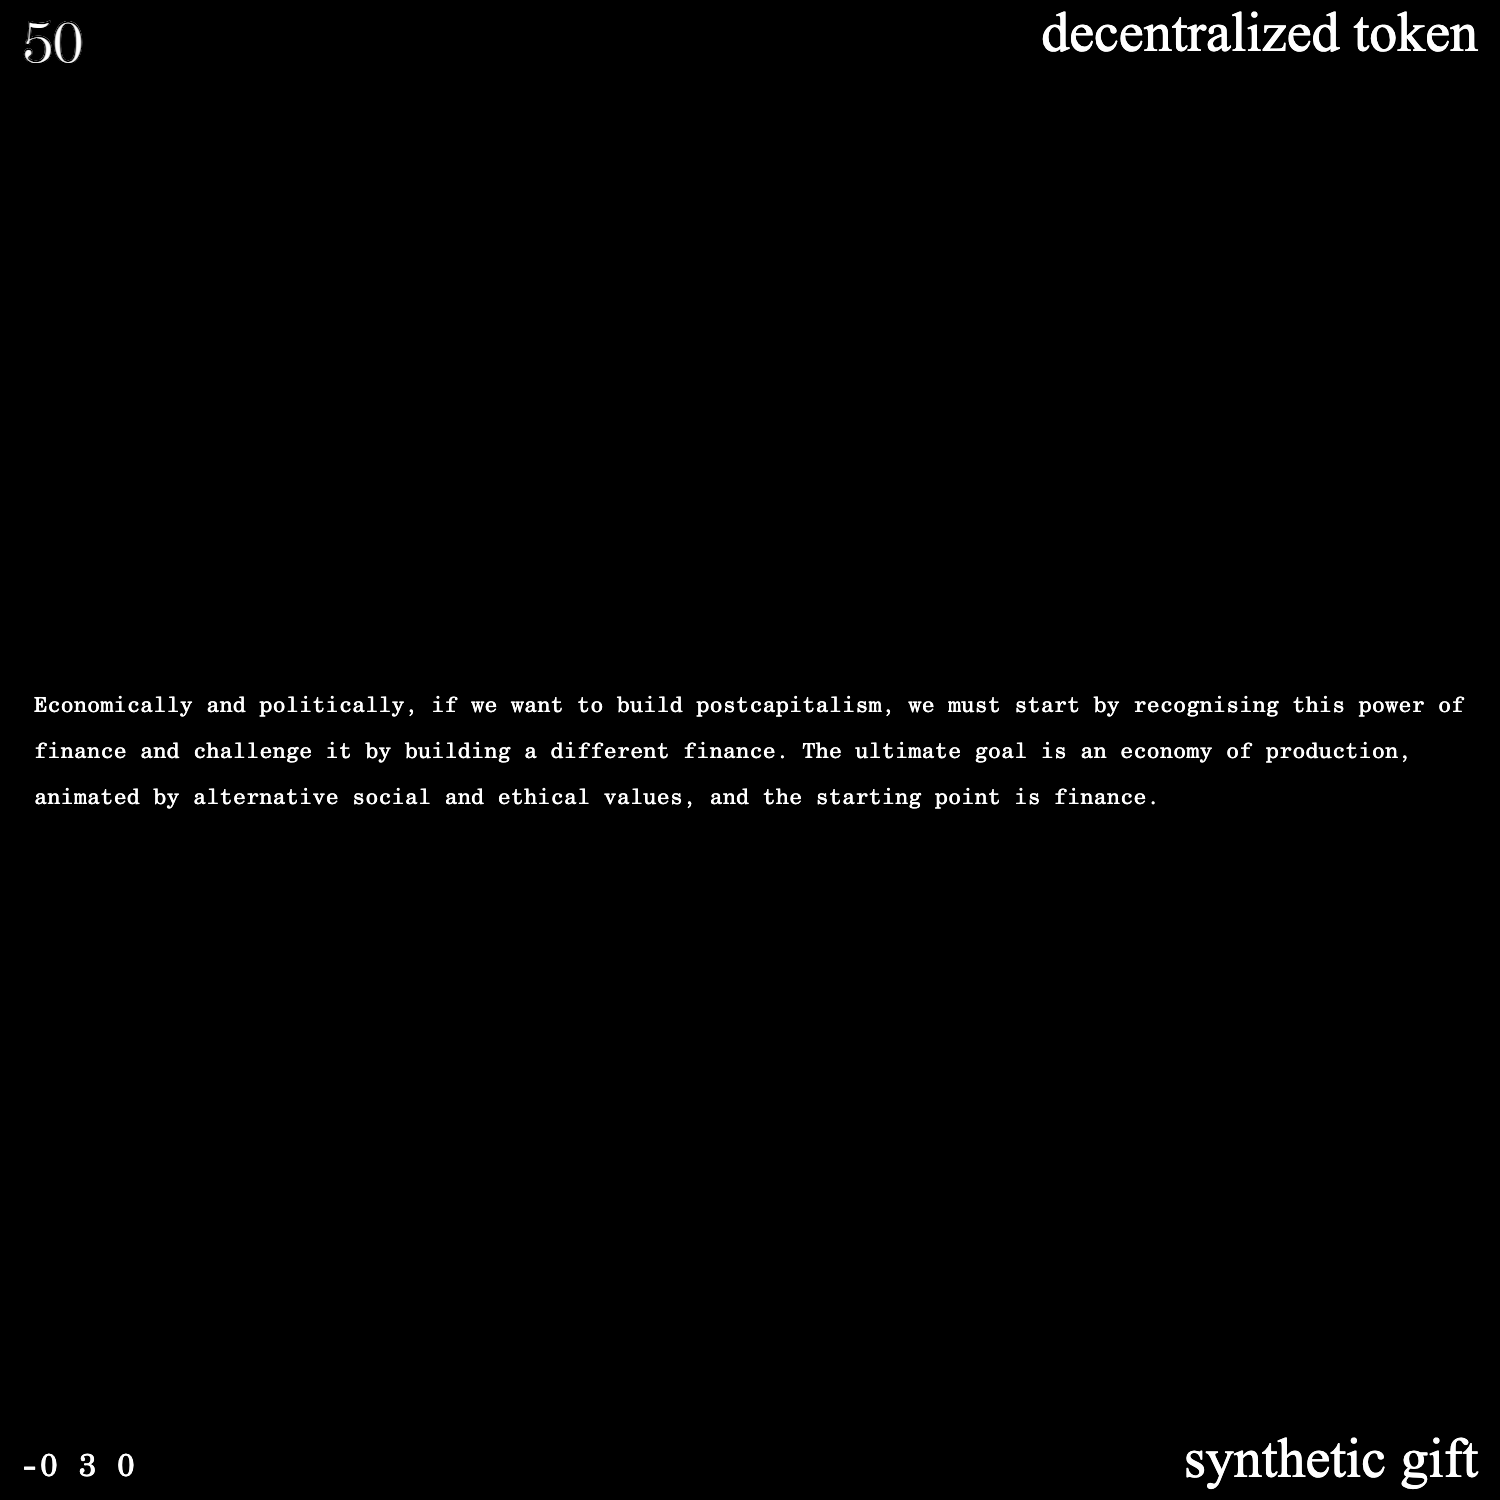 50
decentralized token
Economically and politically, if we want to build postcapitalism, we must start by recognising this power of
finance and challenge it by building a different finance. The ultimate goal is an economy of production,
animated by alternative social and ethical values, and the starting point is finance.
-0 3 0
synthetic gift